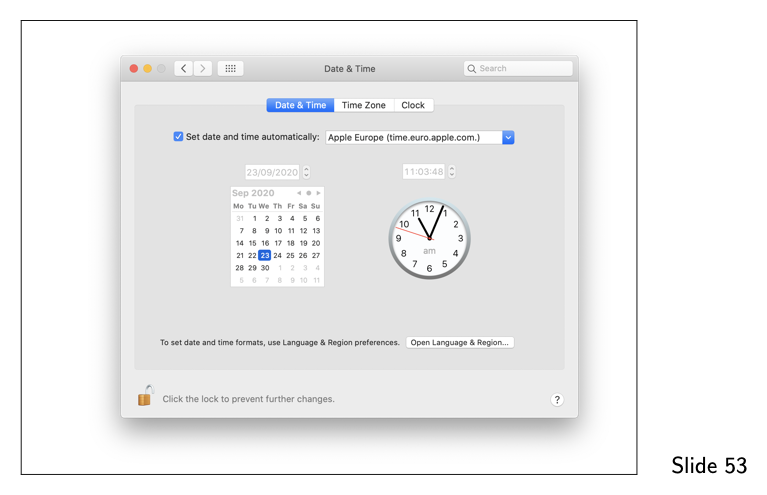 Date & Time
Search
Date & Time Time Zone Clock
Set date and time automatically: Apple Europe (time.euro.apple.com.)
23/09/2020 11:03:48
Sep 2020
Mo Tu We Th Fr Sa Su
31 1 2 3 4 5 6
7 8 9 10 11 12 13
14 15 16 17 18 19 20
21 22 23 24 25 26 27
28 29 30 1 2 3 4
5 6 7 8 9 10 11
12 1 2 3 4 5 6 7 8 9 10 11
am
To set date and time formats, use Language & Region preferences. Open Language & Region...
Click the lock to prevent further changes. ?
Slide 53